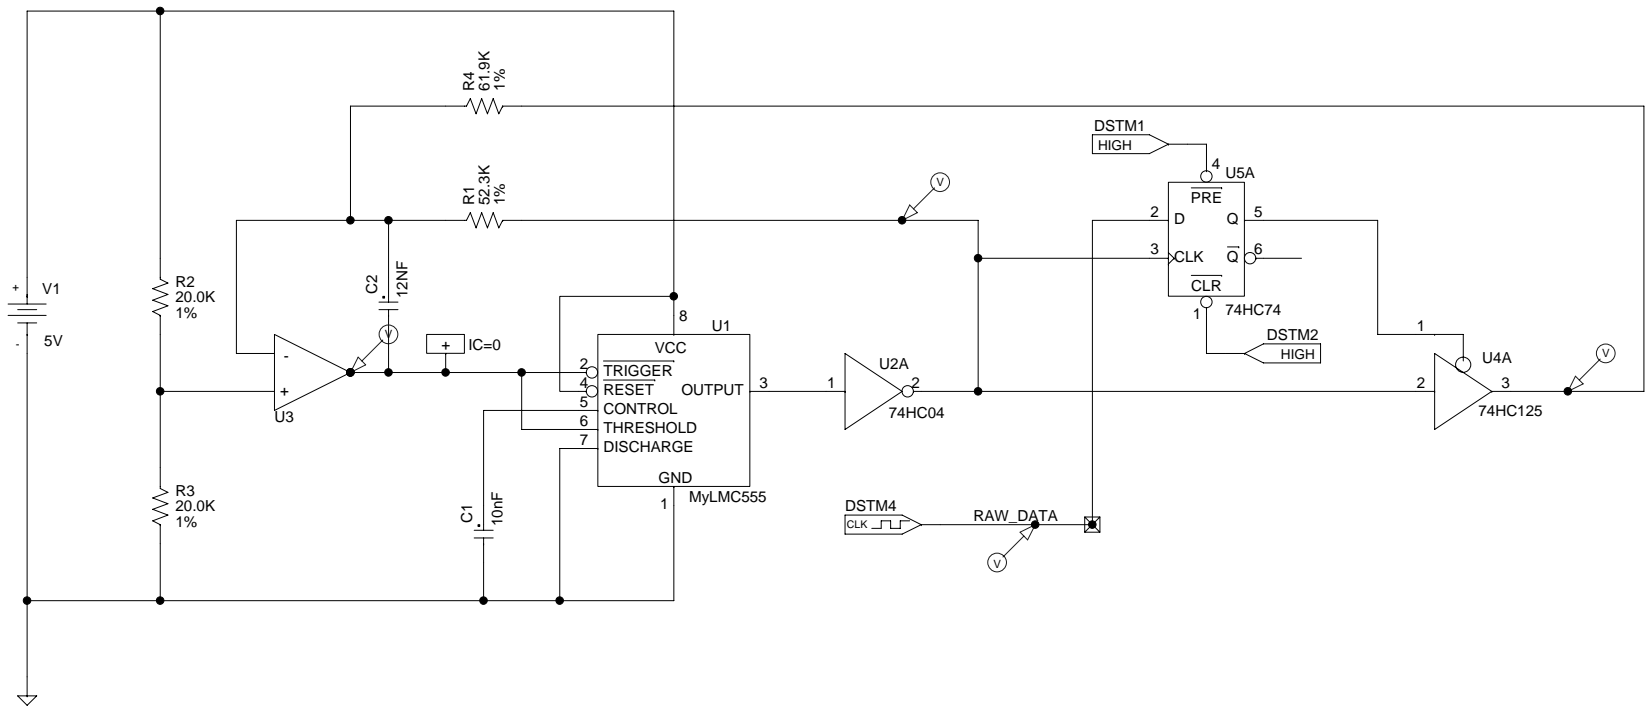 R4
61.9K
1%
DSTM1
HIGH
4
U5A
PRE
R1
52.3K
1%
V
2
D
Q
5
3
CLK
Q
6
CLR
1
74HC74
DSTM2
HIGH
C2
12NF
R2
20.0K
1%
+
V1
-
5V
V
+
IC=0
8
U1
VCC
2
TRIGGER
4
RESET
5
CONTROL
6
THRESHOLD
7
DISCHARGE
OUTPUT
3
GND
1
MyLMC555
-
+
U3
U2A
1
2
74HC04
1
U4A
2
3
74HC125
V
R3
20.0K
1%
C1
10nF
DSTM4
CLK
RAW_DATA
V